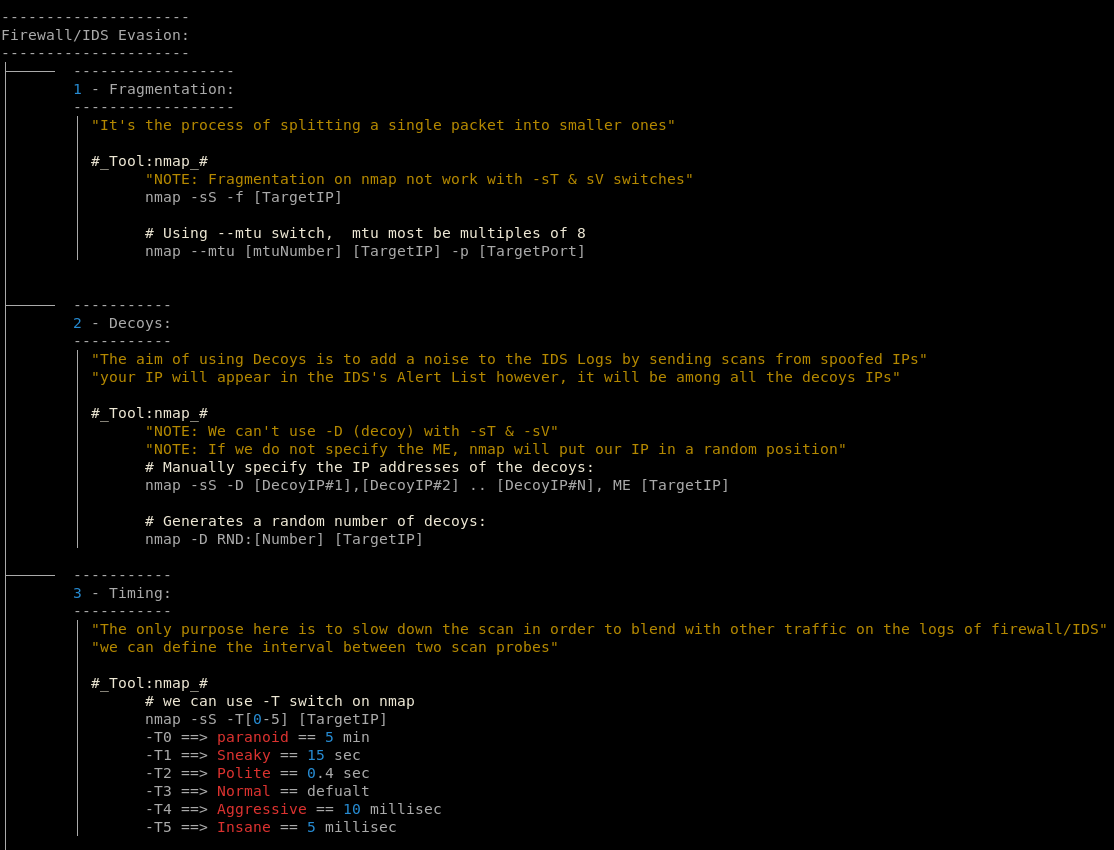 ---------------------
Firewall/IDS Evasion:
---------------------
------------------
1 - Fragmentation:
------------------
"It's the process of splitting a single packet into smaller ones"
#_Tool:nmap_#
"NOTE: Fragmentation on nmap not work with -sT & sV switches"
nmap -sS -f [TargetIP]
# Using --mtu switch,  mtu most be multiples of 8
nmap --mtu [mtuNumber] [TargetIP] -p [TargetPort]
-----------
2 - Decoys:
-----------
"The aim of using Decoys is to add a noise to the IDS Logs by sending scans from spoofed IPs"
"your IP will appear in the IDS's Alert List however, it will be among all the decoys IPs"
#_Tool:nmap_#
"NOTE: We can't use -D (decoy) with -sT & -sV"
"NOTE: If we do not specify the ME, nmap will put our IP in a random position"
# Manually specify the IP addresses of the decoys:
nmap -sS -D [DecoyIP#1],[DecoyIP#2] .. [DecoyIP#N], ME [TargetIP]
# Generates a random number of decoys:
nmap -D RND:[Number] [TargetIP]
-----------
3 - Timing:
-----------
"The only purpose here is to slow down the scan in order to blend with other traffic on the logs of firewall/IDS"
"we can define the interval between two scan probes"
#_Tool:nmap_#
# we can use -T switch on nmap
nmap -sS -T[0-5] [TargetIP]
-T0 ==> paranoid == 5 min
-T1 ==> Sneaky == 15 sec
-T2 ==> Polite == 0.4 sec
-T3 ==> Normal == defualt
-T4 ==> Aggressive == 10 millisec
-T5 ==> Insane == 5 millisec